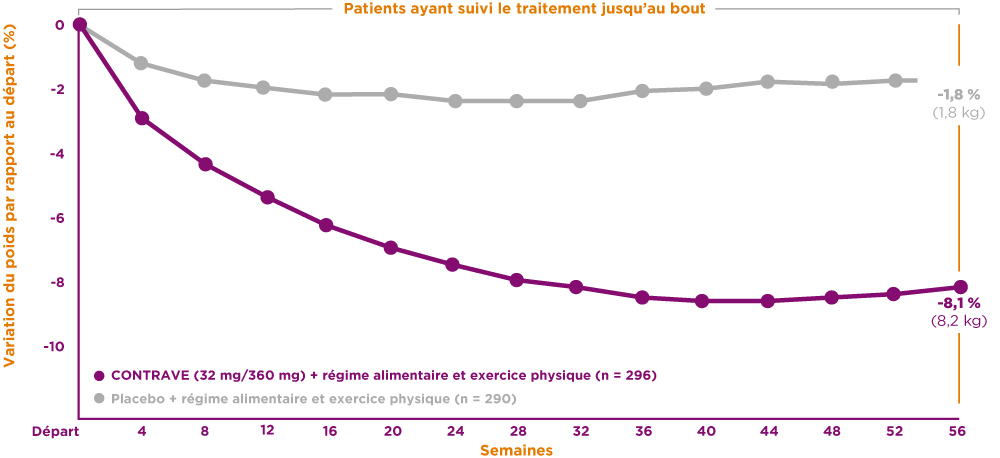 Patients ayant suivi le traitement jusqu’au bout
Variation du poids par rapport au départ (%)
0
-2
-4
-6
-8
-10
-1,8 %
(1,8 kg)
-8,1 %
(8,2 kg)
CONTRAVE (32 mg/360 mg) + régime alimentaire et exercice physique (n = 296)
Placebo + régime alimentaire et exercice physique (n = 290)
Départ 4 8 12 16 20 24 28 32 36 40 44 48 52 56
Semaines